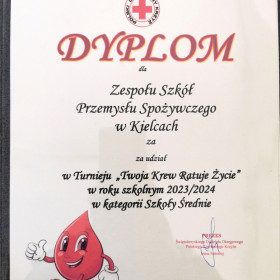 DYPLOM
dla
Zespołu Szkół
Przemysłu Spożywczego
w Kielcach
za
za udział
w Turnieju „Twoja Krew Ratuje Życie”
w roku szkolnym 2023/2024
w kategorii Szkoły Średnie
PREZES